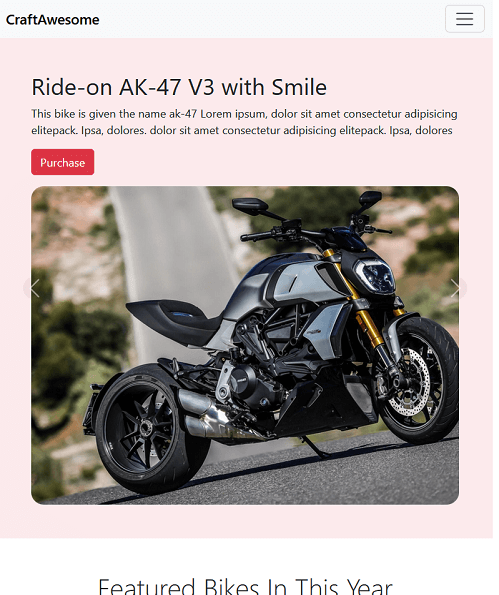 CraftAwesome
Ride-on AK-47 V3 with Smile
This bike is given the name ak-47 Lorem ipsum, dolor sit amet consectetur adipisicing
elitepack. Ipsa, dolores. dolor sit amet consectetur adipisicing elitepack. Ipsa, dolores
Purchase
Featured Bikes In This Year